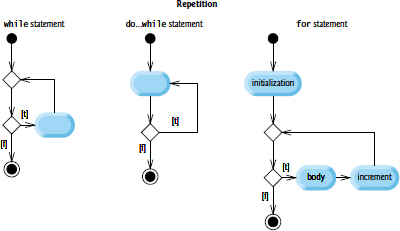 Repetition
while statement
do...while statement
for statement
[t]
[f]
[t]
[f]
initialization
[t]
body
increment
[f]